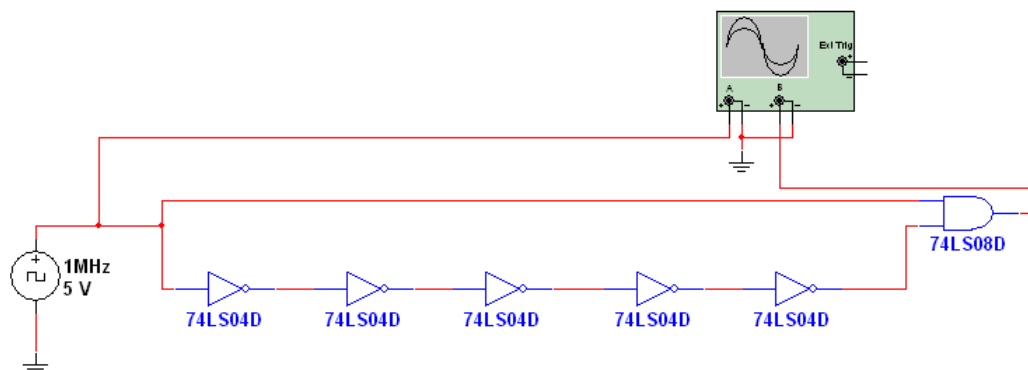 Ext Trig
+
-
A
B
+ - + -
74LS08D
1MHz
5 V
+
74LS04D 74LS04D 74LS04D 74LS04D 74LS04D